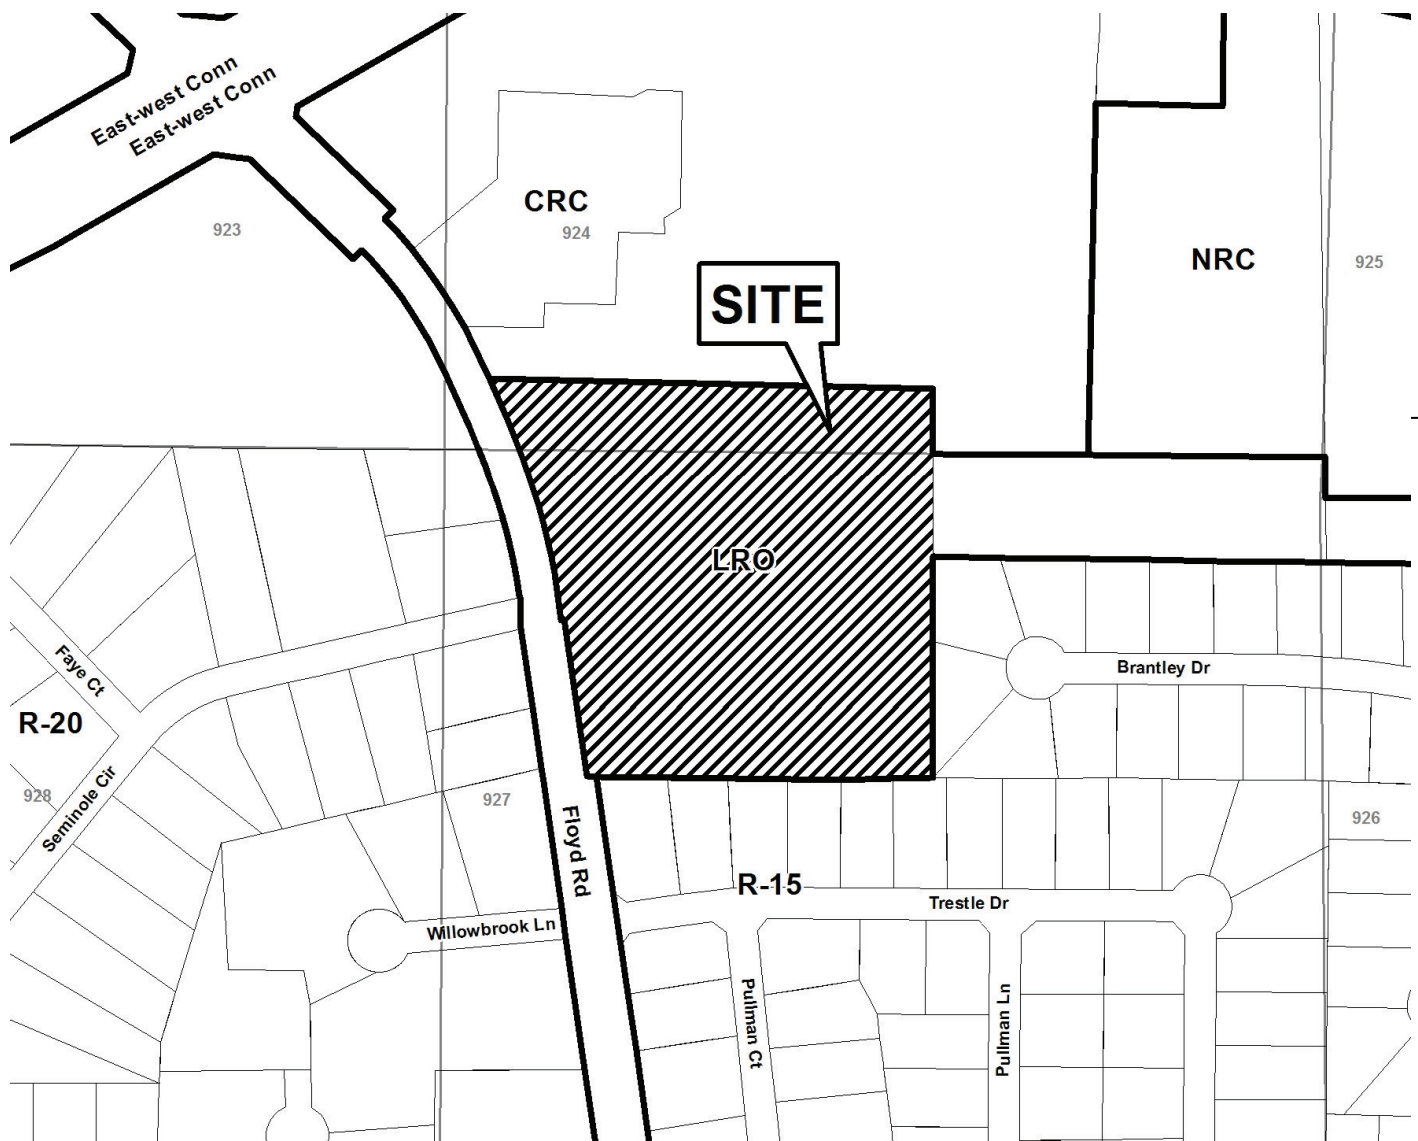 East-west Conn
East-west Conn
CRC
923
924
NRC
925
SITE
LRO
Faye Ct
Brantley Dr
R-20
928
Seminole Cir
927
926
Floyd Rd
R-15
Trestle Dr
Willowbrook Ln
Pullman Ct
Pullman Ln